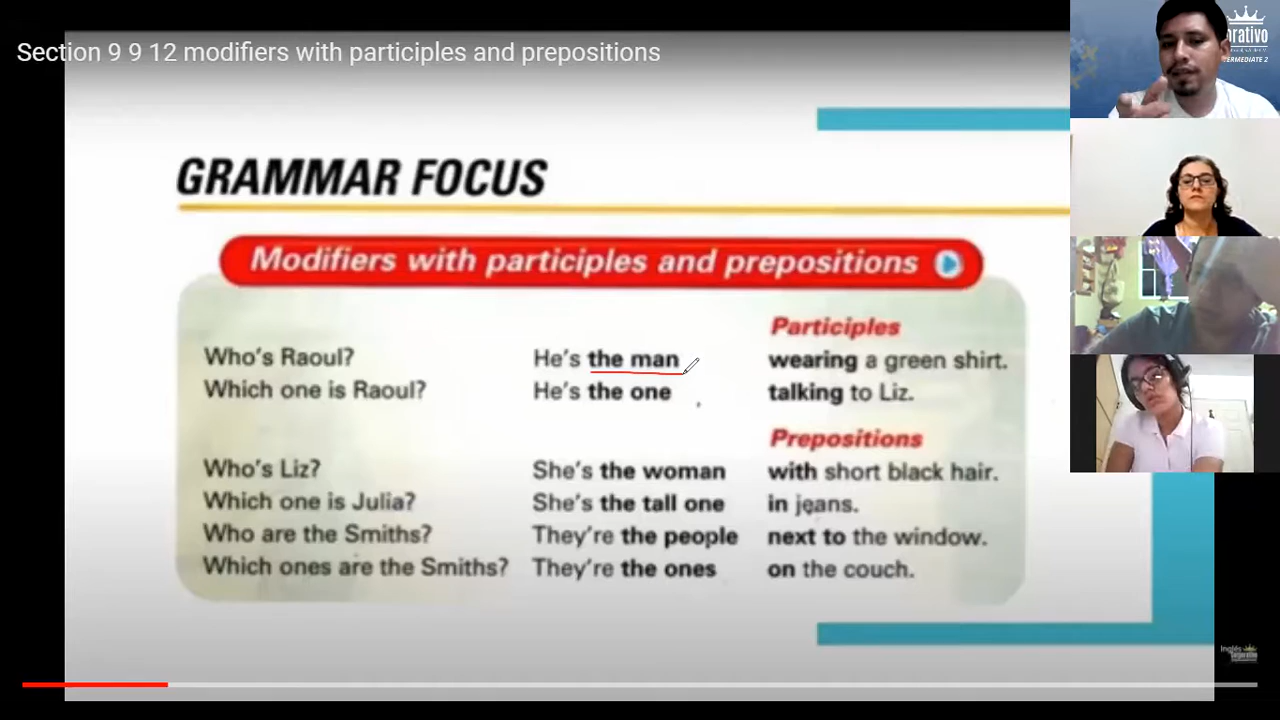 Section 9 9 12 modifiers with participles and prepositions
GRAMMAR FOCUS
Modifiers with participles and prepositions
Participles
Who's Raoul? He's the man wearing a green shirt.
Which one is Raoul? He's the one talking to Liz.
Prepositions
Who's Liz? She's the woman with short black hair.
Which one is Julia? She's the tall one in jeans.
Who are the Smiths? They're the people next to the window.
Which ones are the Smiths? They're the ones on the couch.